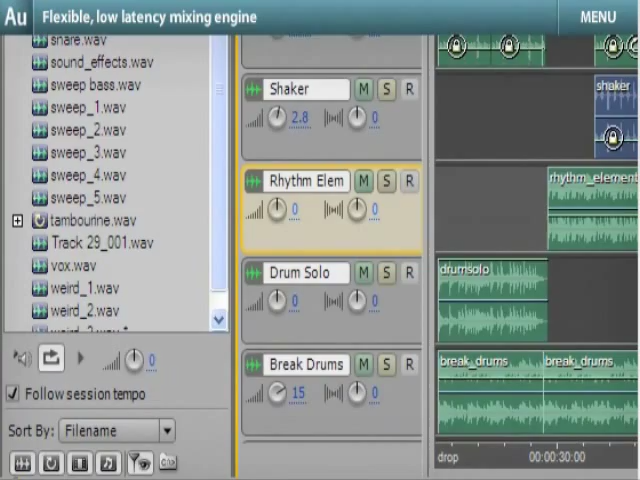 Au Flexible, low latency mixing engine MENU
snare.wav
sound_effects.wav
sweep bass.wav
sweep_1.wav
sweep_2.wav
sweep_3.wav
sweep_4.wav
sweep_5.wav
tambourine.wav
Track 29_001.wav
vox.wav
weird_1.wav
weird_2.wav
weird_3.wav *
0
Follow session tempo
Sort By: Filename
Shaker M S R
2.8 0
Rhythm Elem M S R
0 0
Drum Solo M S R
0 0
Break Drums M S R
15 0
shaker
rhythm_element
drumsolo
break_drums break_drums
drop 00:00:30:00